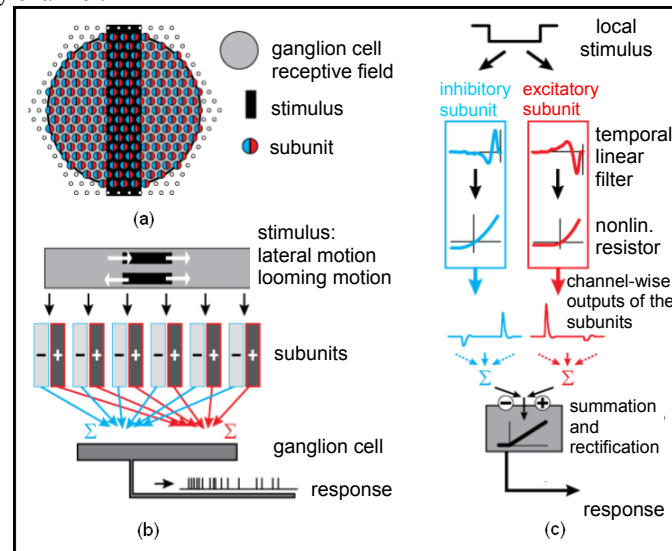 ganglion cell
receptive field
stimulus
subunit
(a)
stimulus:
lateral motion
looming motion
− + − + − + − + − + − +
subunits
Σ Σ
ganglion cell
response
(b)
local
stimulus
inhibitory
subunit
excitatory
subunit
temporal
linear
filter
nonlin.
resistor
channel-wise
outputs of the
subunits
Σ Σ
− +
summation
and
rectification
response
(c)